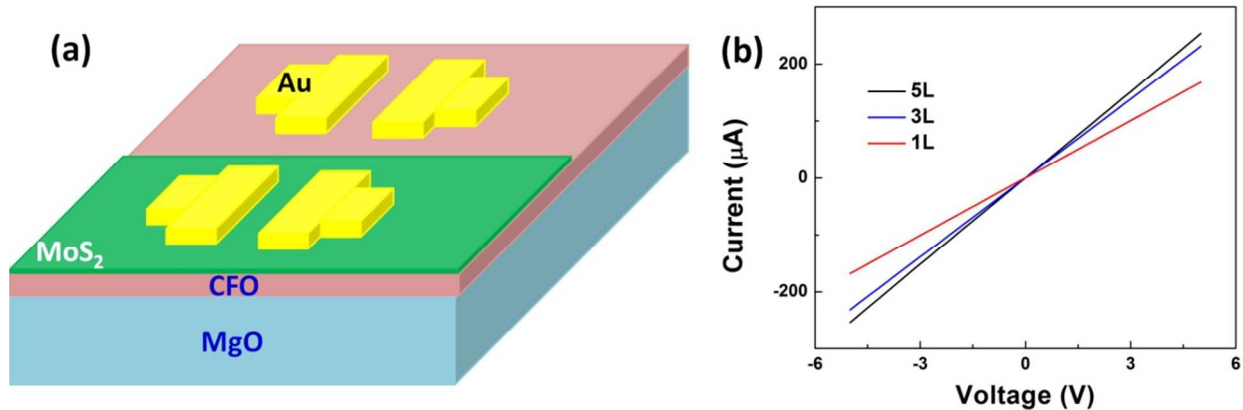 (a)
Au
MoS₂
CFO
MgO
(b)
5L
3L
1L
200
0
-200
-6 -3 0 3 6
Current (μA)
Voltage (V)